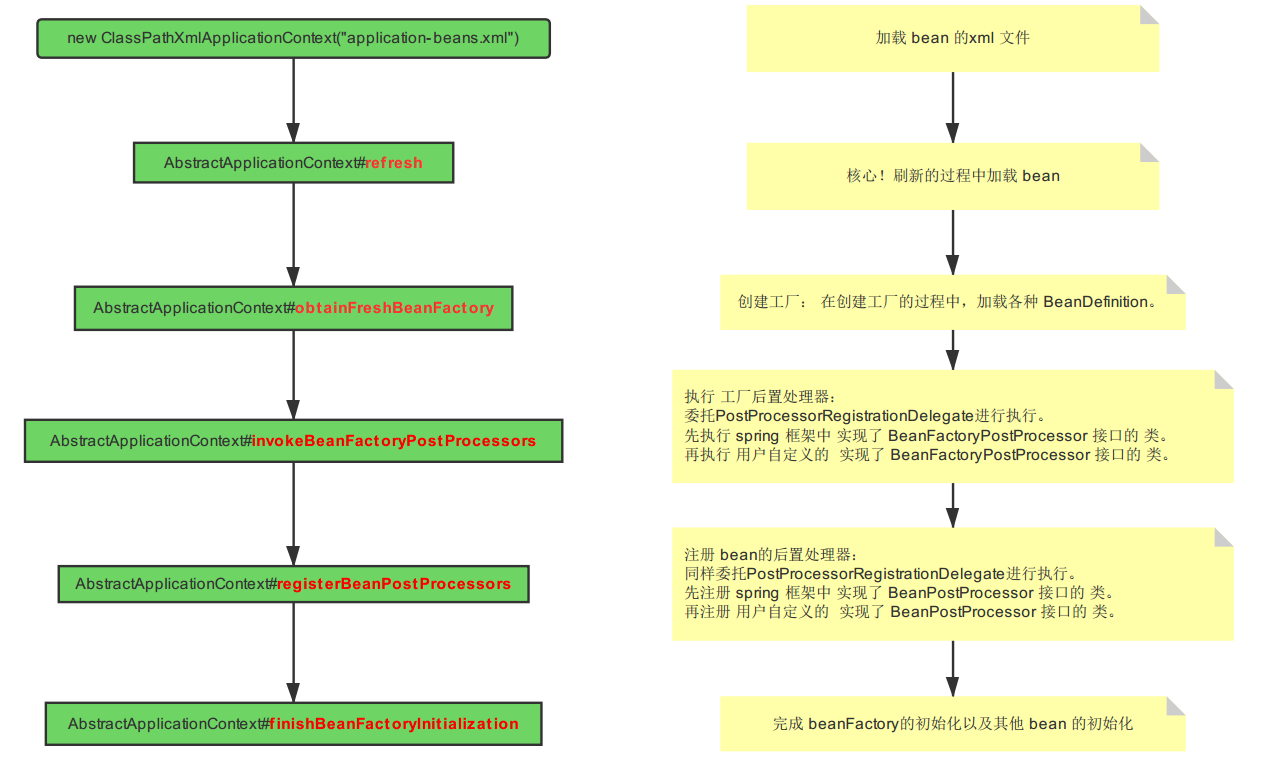 new ClassPathXmlApplicationContext("application-beans.xml")
加载 bean 的xml 文件
AbstractApplicationContext#refresh
核心！刷新的过程中加载 bean
AbstractApplicationContext#obtainFreshBeanFactory
创建工厂： 在创建工厂的过程中，加载各种 BeanDefinition。
AbstractApplicationContext#invokeBeanFactoryPostProcessors
执行 工厂后置处理器：
委托PostProcessorRegistrationDelegate进行执行。
先执行 spring 框架中 实现了 BeanFactoryPostProcessor 接口的 类。
再执行 用户自定义的  实现了 BeanFactoryPostProcessor 接口的 类。
AbstractApplicationContext#registerBeanPostProcessors
注册 bean的后置处理器：
同样委托PostProcessorRegistrationDelegate进行执行。
先注册 spring 框架中 实现了 BeanPostProcessor 接口的 类。
再注册 用户自定义的  实现了 BeanPostProcessor 接口的 类。
AbstractApplicationContext#finishBeanFactoryInitialization
完成 beanFactory的初始化以及其他 bean 的初始化